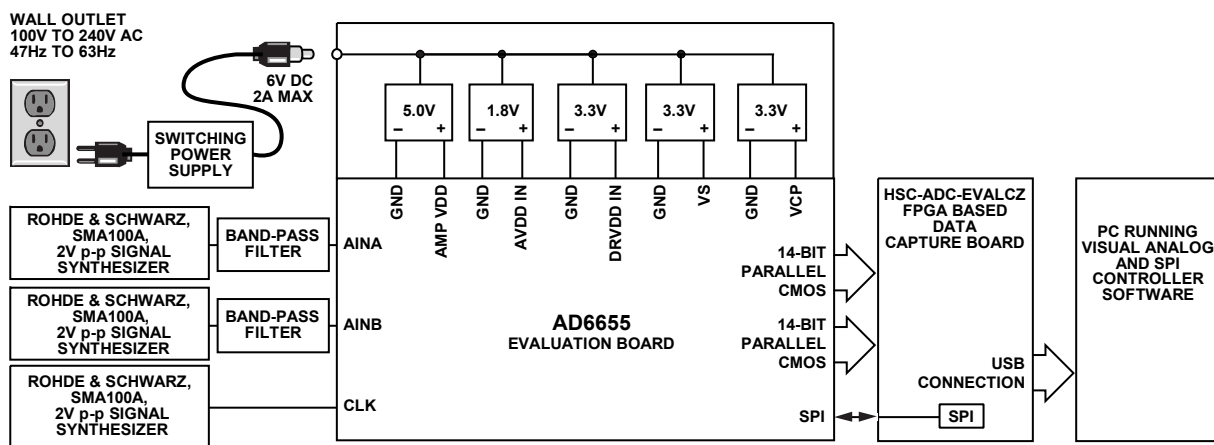 WALL OUTLET
100V TO 240V AC
47Hz TO 63Hz
6V DC
2A MAX
SWITCHING
POWER
SUPPLY
5.0V
– +
1.8V
– +
3.3V
– +
3.3V
– +
3.3V
– +
GND
AMP VDD
GND
AVDD IN
GND
DRVDD IN
GND
VS
GND
VCP
ROHDE & SCHWARZ,
SMA100A,
2V p-p SIGNAL
SYNTHESIZER
BAND-PASS
FILTER
AINA
ROHDE & SCHWARZ,
SMA100A,
2V p-p SIGNAL
SYNTHESIZER
BAND-PASS
FILTER
AINB
ROHDE & SCHWARZ,
SMA100A,
2V p-p SIGNAL
SYNTHESIZER
CLK
AD6655
EVALUATION BOARD
14-BIT
PARALLEL
CMOS
14-BIT
PARALLEL
CMOS
SPI
HSC-ADC-EVALCZ
FPGA BASED
DATA
CAPTURE BOARD
USB
CONNECTION
SPI
PC RUNNING
VISUAL ANALOG
AND SPI
CONTROLLER
SOFTWARE